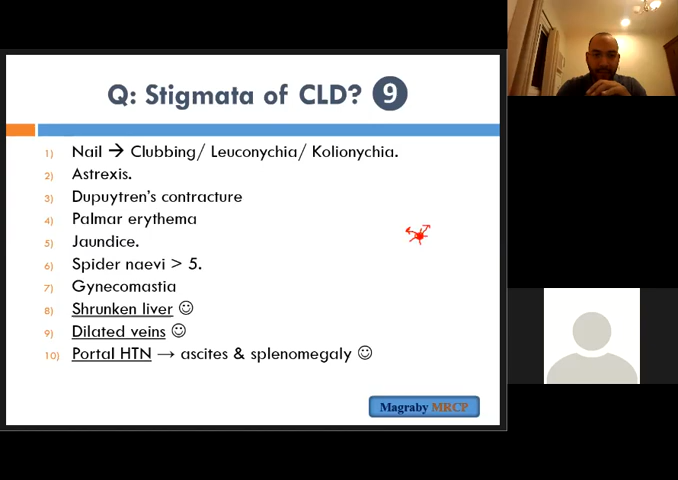 Q: Stigmata of CLD? 9
1) Nail → Clubbing/ Leuconychia/ Kolionychia.
2) Astrexis.
3) Dupuytren's contracture
4) Palmar erythema
5) Jaundice.
6) Spider naevi > 5.
7) Gynecomastia
8) Shrunken liver ☺
9) Dilated veins ☺
10) Portal HTN → ascites & splenomegaly ☺
Magraby MRCP